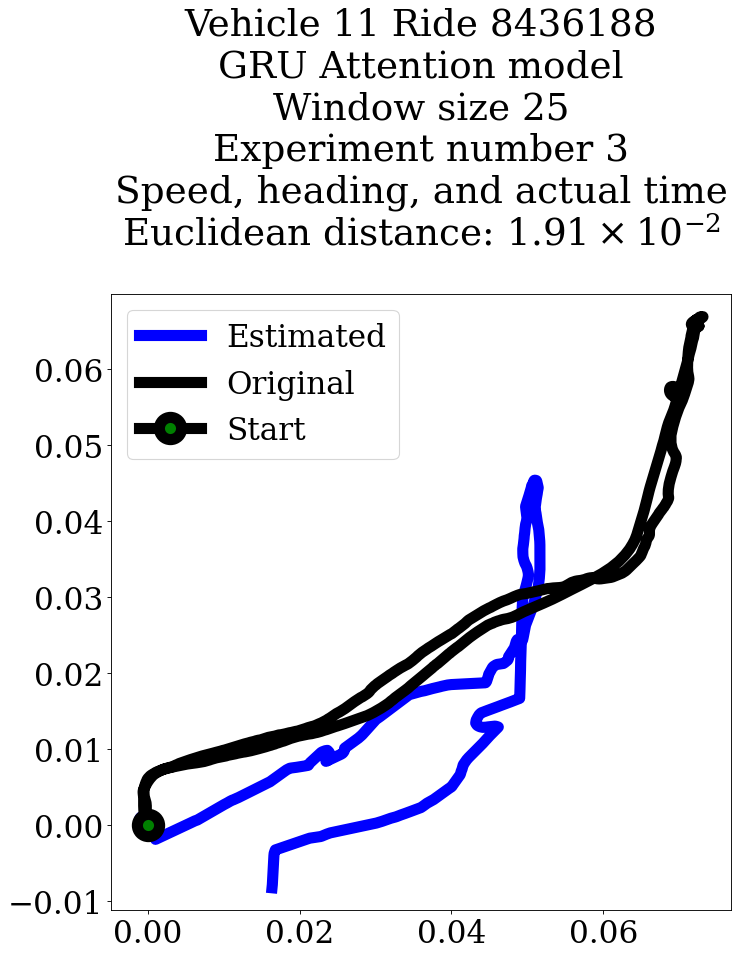 Vehicle 11 Ride 8436188
GRU Attention model
Window size 25
Experiment number 3
Speed, heading, and actual time
Euclidean distance: 1.91 × 10⁻²
Estimated
Original
Start
0.06
0.05
0.04
0.03
0.02
0.01
0.00
−0.01
0.00 0.02 0.04 0.06